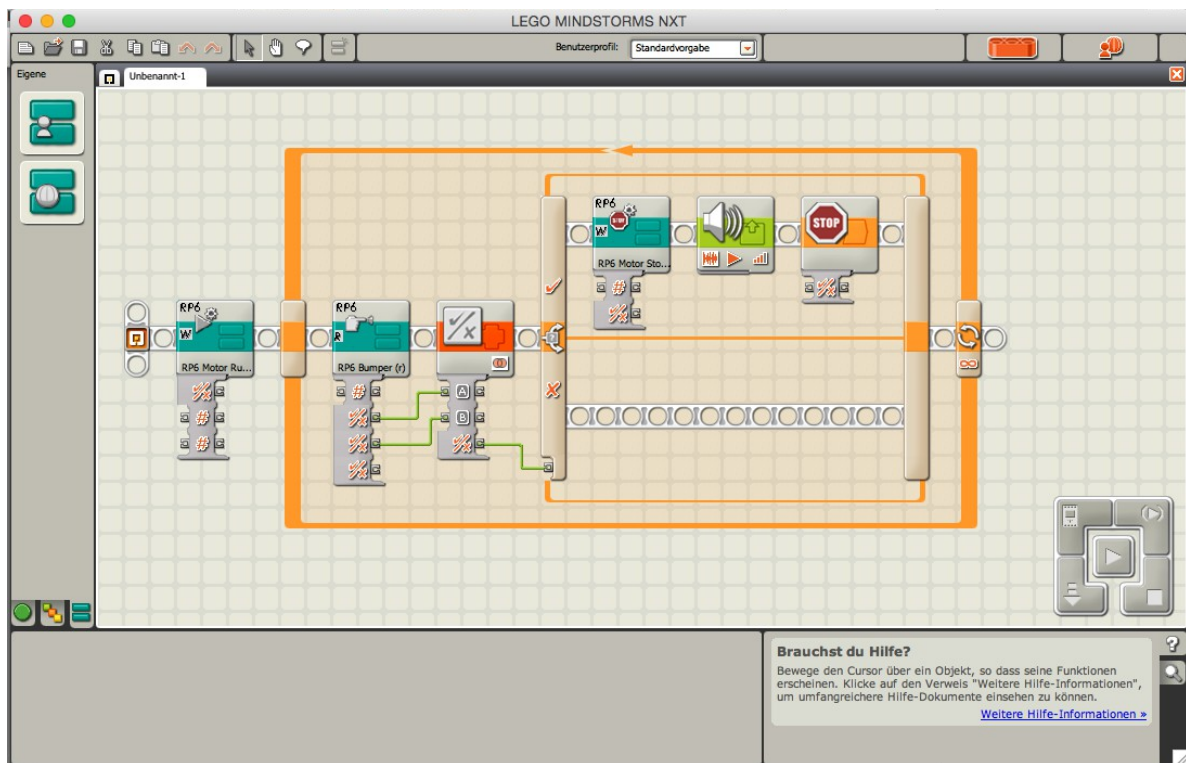 LEGO MINDSTORMS NXT
Benutzerprofil: Standardvorgabe
Eigene
Unbenannt-1
RP6
W
RP6 Motor Ru...
RP6
R
RP6 Bumper (r)
A
B
RP6
STOP
W
RP6 Motor Sto...
STOP
Brauchst du Hilfe?
Bewege den Cursor über ein Objekt, so dass seine Funktionen
erscheinen. Klicke auf den Verweis "Weitere Hilfe-Informationen",
um umfangreichere Hilfe-Dokumente einsehen zu können.
Weitere Hilfe-Informationen »